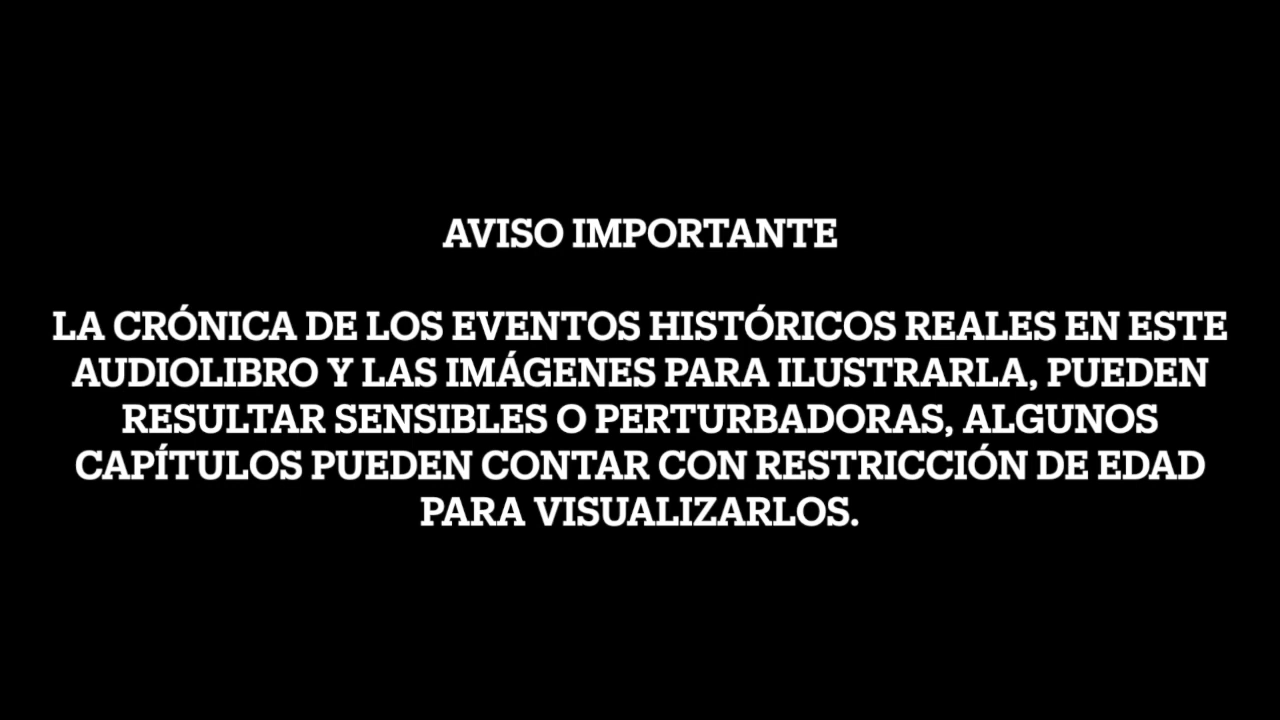 AVISO IMPORTANTE
LA CRÓNICA DE LOS EVENTOS HISTÓRICOS REALES EN ESTE
AUDIOLIBRO Y LAS IMÁGENES PARA ILUSTRARLA, PUEDEN
RESULTAR SENSIBLES O PERTURBADORAS, ALGUNOS
CAPÍTULOS PUEDEN CONTAR CON RESTRICCIÓN DE EDAD
PARA VISUALIZARLOS.